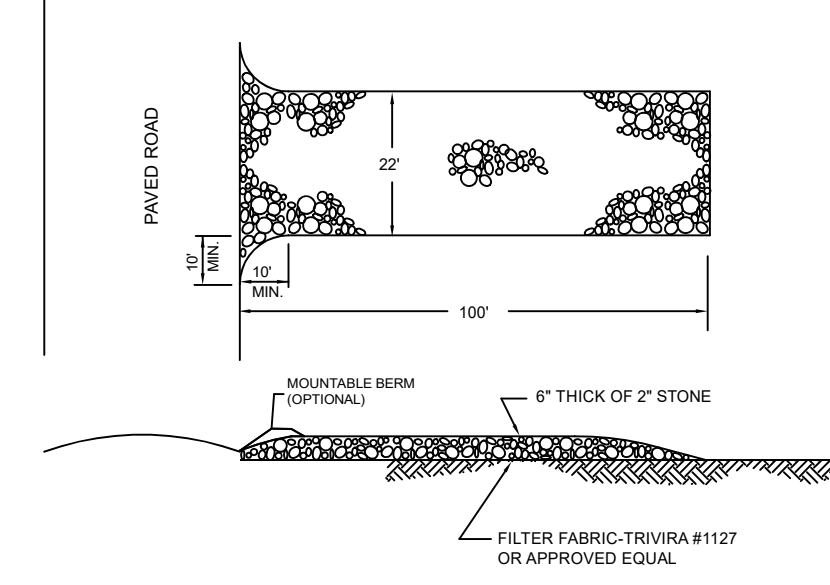 PAVED ROAD
22'
10'
MIN.
10'
MIN.
100'
MOUNTABLE BERM
(OPTIONAL)
6" THICK OF 2" STONE
FILTER FABRIC-TRIVIRA #1127
OR APPROVED EQUAL